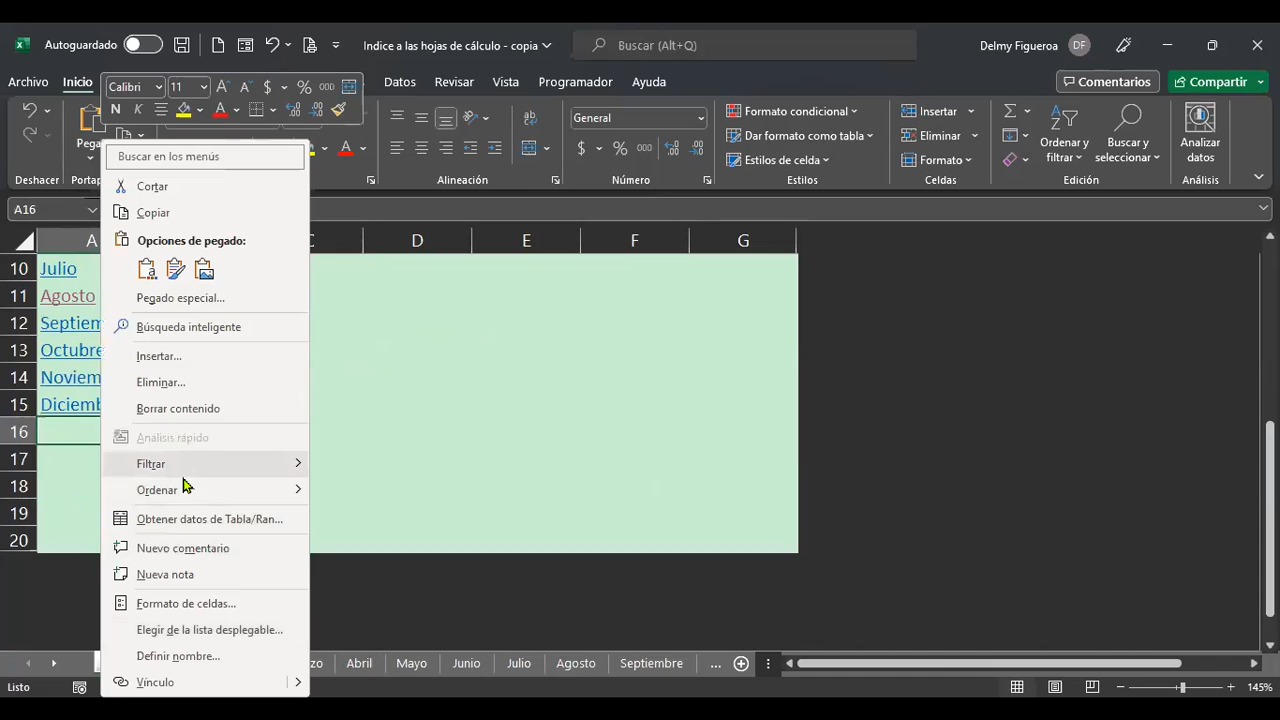 Autoguardado
Indice a las hojas de cálculo - copia
Buscar (Alt+Q)
Delmy Figueroa
DF
Archivo
Inicio
Datos
Revisar
Vista
Programador
Ayuda
Comentarios
Compartir
Calibri
11
$ % 000
N K A
Deshacer
General
$ % 000
Alineación
Número
Formato condicional
Dar formato como tabla
Estilos de celda
Estilos
Insertar
Eliminar
Formato
Celdas
Ordenar y
filtrar
Buscar y
seleccionar
Edición
Analizar
datos
Análisis
A16
Buscar en los menús
Cortar
Copiar
Opciones de pegado:
Pegado especial...
Búsqueda inteligente
Insertar...
Eliminar...
Borrar contenido
Análisis rápido
Filtrar
Ordenar
Obtener datos de Tabla/Ran...
Nuevo comentario
Nueva nota
Formato de celdas...
Elegir de la lista desplegable...
Definir nombre...
Vínculo
A C D E F G
10 Julio
11 Agosto
12
13 Octubre
14
15
16
17
18
19
20
Abril Mayo Junio Julio Agosto Septiembre ...
Listo
145%